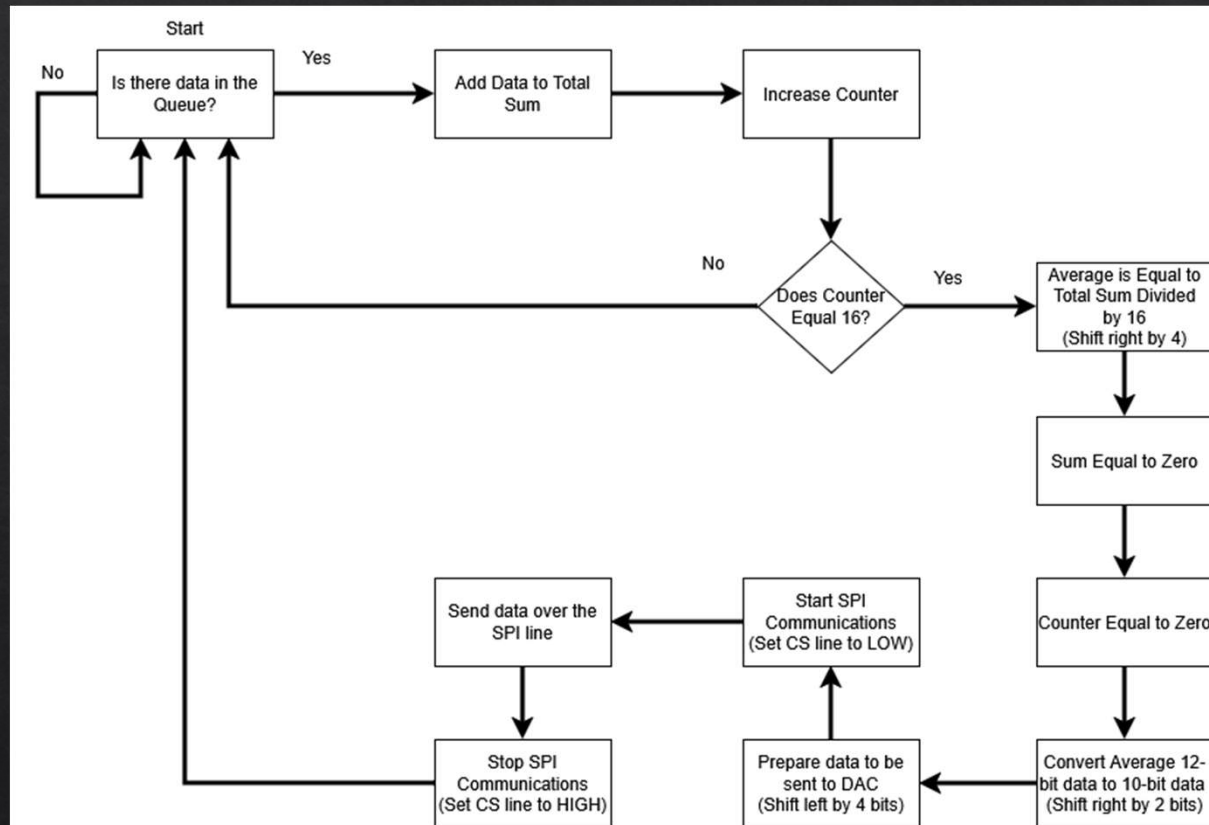 Start
No
Is there data in the
Queue?
Yes
Add Data to Total
Sum
Increase Counter
No
Does Counter
Equal 16?
Yes
Average is Equal to
Total Sum Divided
by 16
(Shift right by 4)
Sum Equal to Zero
Counter Equal to Zero
Convert Average 12-
bit data to 10-bit data
(Shift right by 2 bits)
Prepare data to be
sent to DAC
(Shift left by 4 bits)
Start SPI
Communications
(Set CS line to LOW)
Send data over the
SPI line
Stop SPI
Communications
(Set CS line to HIGH)